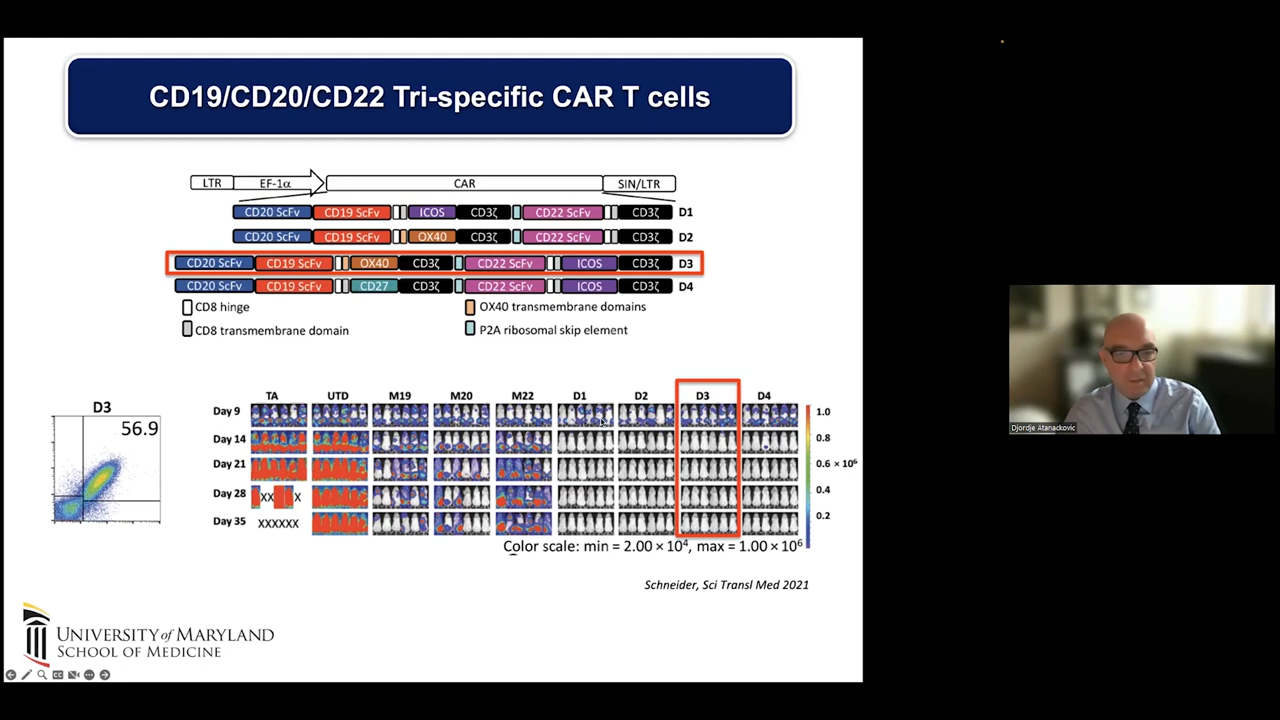 CD19/CD20/CD22 Tri-specific CAR T cells
LTR EF-1α CAR SIN/LTR
CD20 ScFv CD19 ScFv ICOS CD3ζ CD22 ScFv CD3ζ D1
CD20 ScFv CD19 ScFv OX40 CD3ζ CD22 ScFv CD3ζ D2
CD20 ScFv CD19 ScFv OX40 CD3ζ CD22 ScFv ICOS CD3ζ D3
CD20 ScFv CD19 ScFv CD27 CD3ζ CD22 ScFv ICOS CD3ζ D4
CD8 hinge OX40 transmembrane domains
CD8 transmembrane domain P2A ribosomal skip element
D3
56.9
TA UTD M19 M20 M22 D1 D2 D3 D4
Day 9 1.0
Day 14 0.8
Day 21 0.6 × 10⁶
Day 28 XX X 0.4
Day 35 XXXXXX 0.2
Color scale: min = 2.00 × 10⁴, max = 1.00 × 10⁶
Schneider, Sci Transl Med 2021
UNIVERSITY of MARYLAND
SCHOOL OF MEDICINE
Djordje Atanackovic